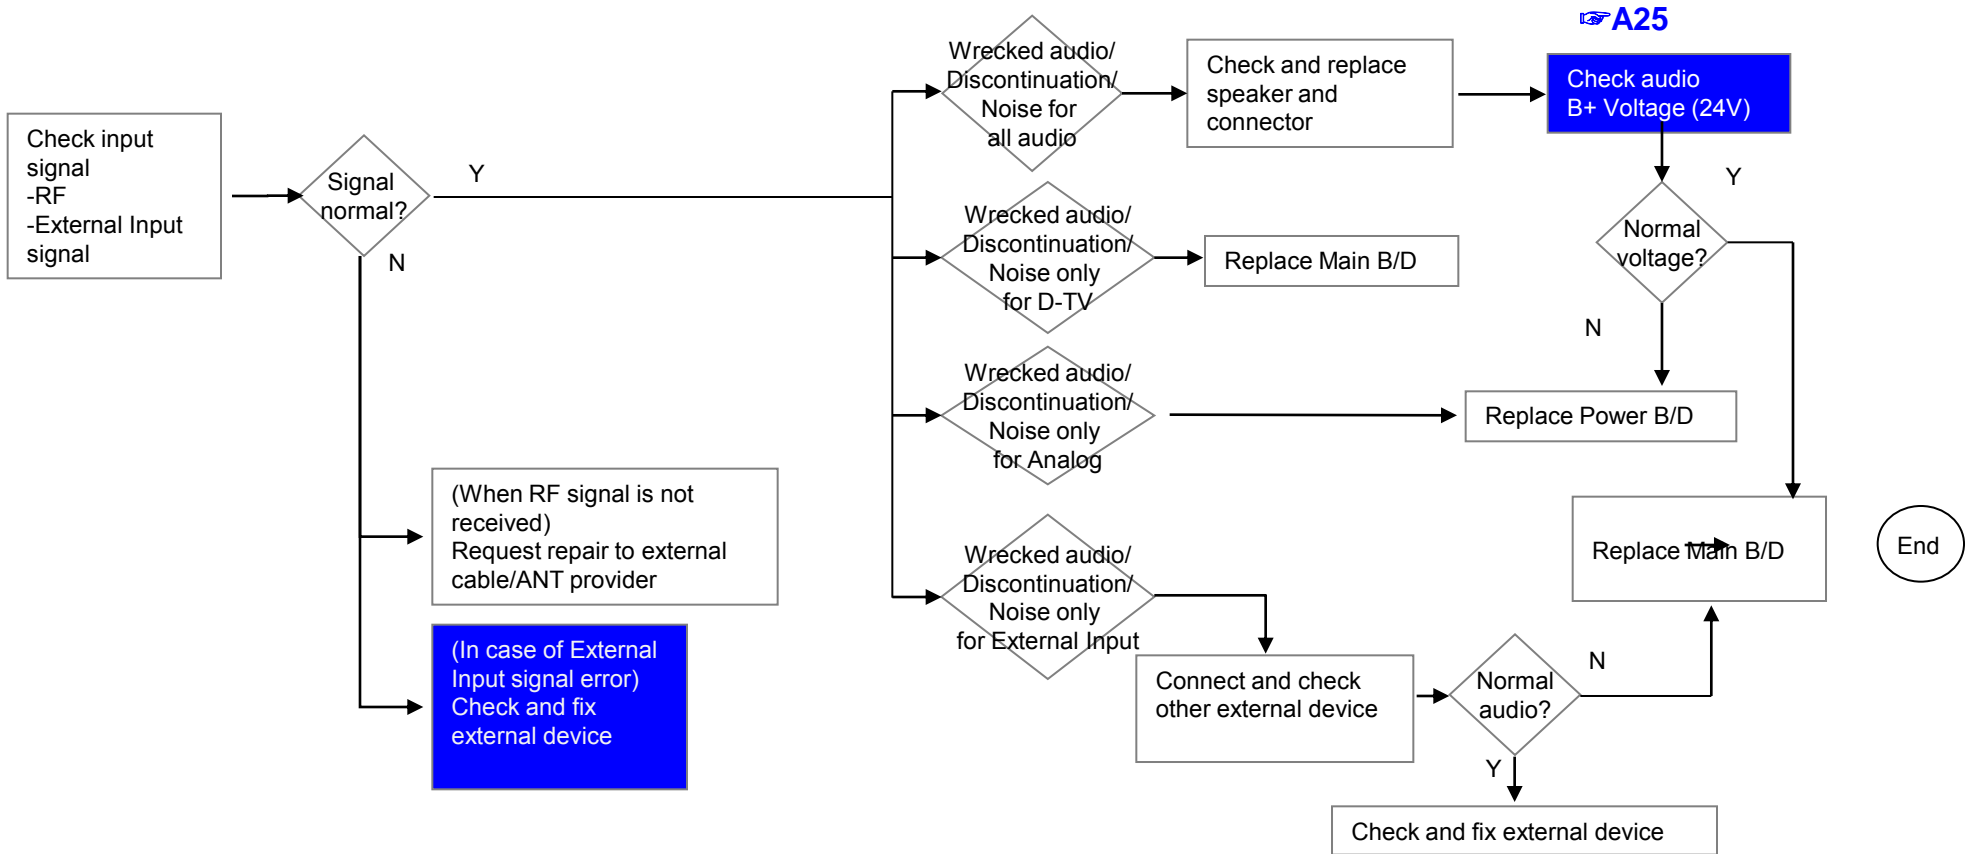 ☞A25
Check input
signal
-RF
-External Input
signal
Signal
normal?
Y
N
(When RF signal is not
received)
Request repair to external
cable/ANT provider
(In case of External
Input signal error)
Check and fix
external device
Wrecked audio/
Discontinuation/
Noise for
all audio
Check and replace
speaker and
connector
Check audio
B+ Voltage (24V)
Y
Normal
voltage?
N
Wrecked audio/
Discontinuation/
Noise only
for D-TV
Replace Main B/D
Wrecked audio/
Discontinuation/
Noise only
for Analog
Replace Power B/D
Wrecked audio/
Discontinuation/
Noise only
for External Input
Connect and check
other external device
Normal
audio?
N
Y
Replace Main B/D
End
Check and fix external device